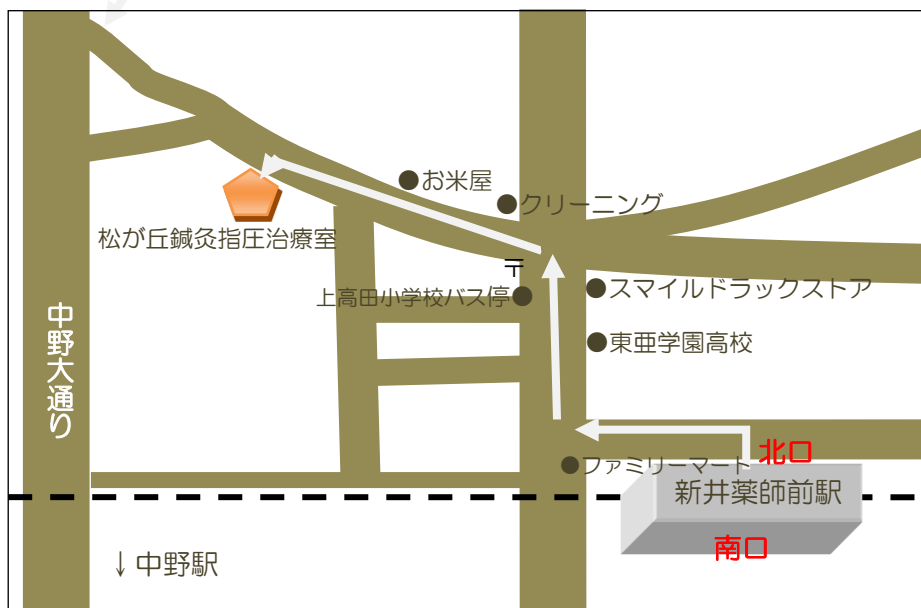 ●お米屋
●クリーニング
松が丘鍼灸指圧治療室
〒
上高田小学校バス停●
●スマイルドラックストア
中野大通り
●東亜学園高校
北口
●ファミリーマート
新井薬師前駅
南口
↓中野駅